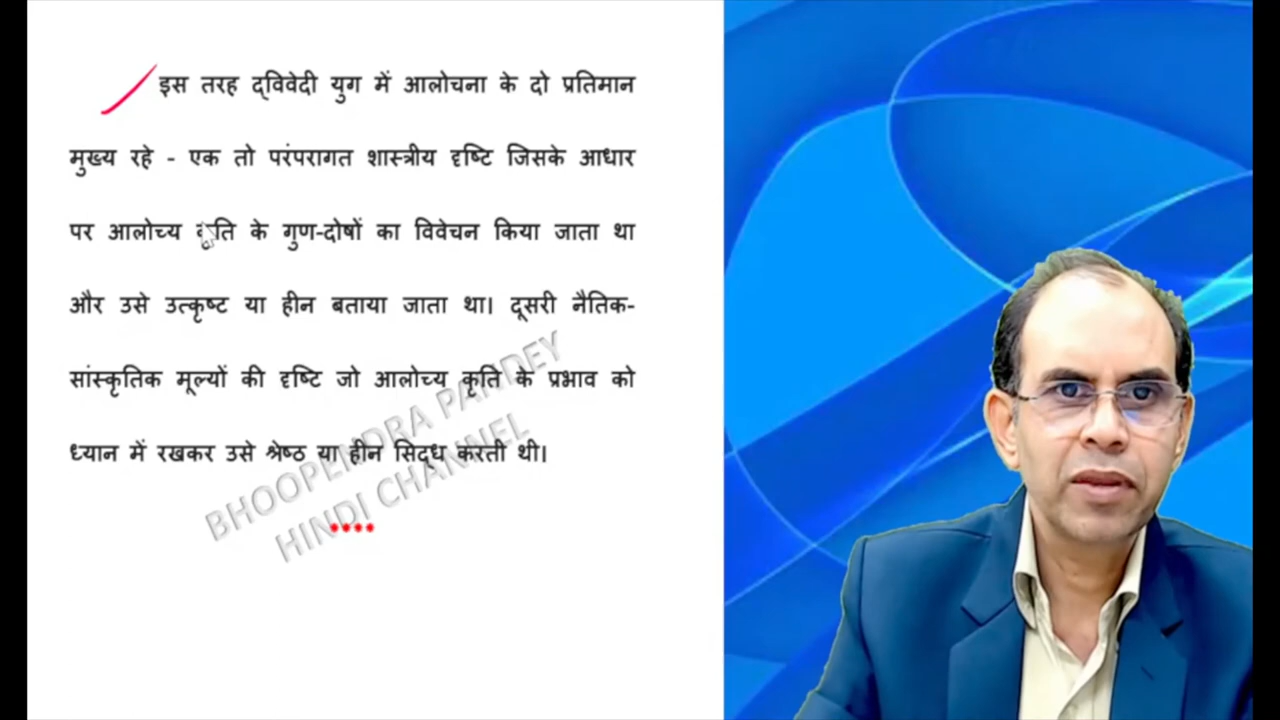 इस तरह द्विवेदी युग में आलोचना के दो प्रतिमान
मुख्य रहे - एक तो परंपरागत शास्त्रीय दृष्टि जिसके आधार
पर आलोच्य कृति के गुण-दोषों का विवेचन किया जाता था
और उसे उत्कृष्ट या हीन बताया जाता था। दूसरी नैतिक-
सांस्कृतिक मूल्यों की दृष्टि जो आलोच्य कृति के प्रभाव को
ध्यान में रखकर उसे श्रेष्ठ या हीन सिद्ध करती थी।
BHOOPENDRA PANDEY
HINDI CHANNEL